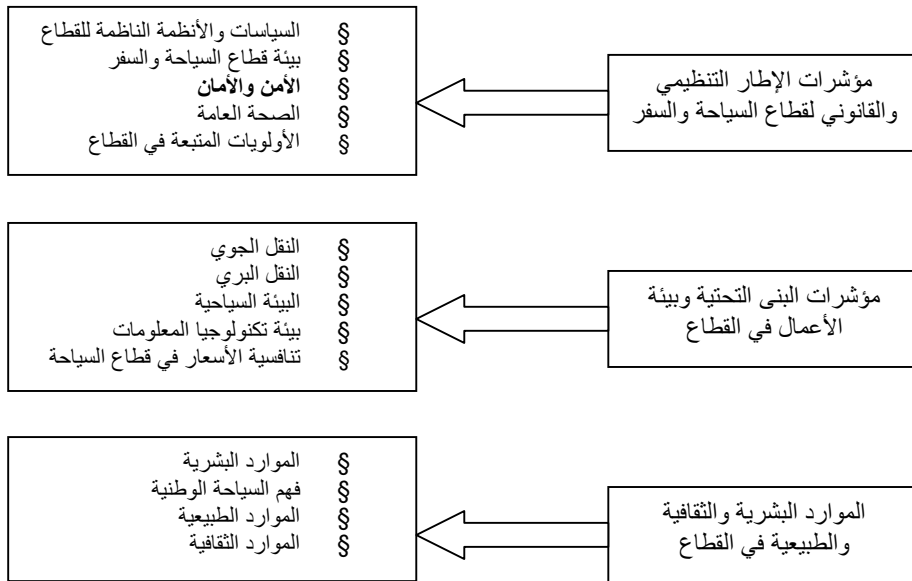 مؤشرات الإطار التنظيمي
والقانوني لقطاع السياحة والسفر
§ السياسات والأنظمة الناظمة للقطاع
§ بيئة قطاع السياحة والسفر
§ الأمن والأمان
§ الصحة العامة
§ الأولويات المتبعة في القطاع
مؤشرات البنى التحتية وبيئة
الأعمال في القطاع
§ النقل الجوي
§ النقل البري
§ البيئة السياحية
§ بيئة تكنولوجيا المعلومات
§ تنافسية الأسعار في قطاع السياحة
الموارد البشرية والثقافية
والطبيعية في القطاع
§ الموارد البشرية
§ فهم السياحة الوطنية
§ الموارد الطبيعية
§ الموارد الثقافية